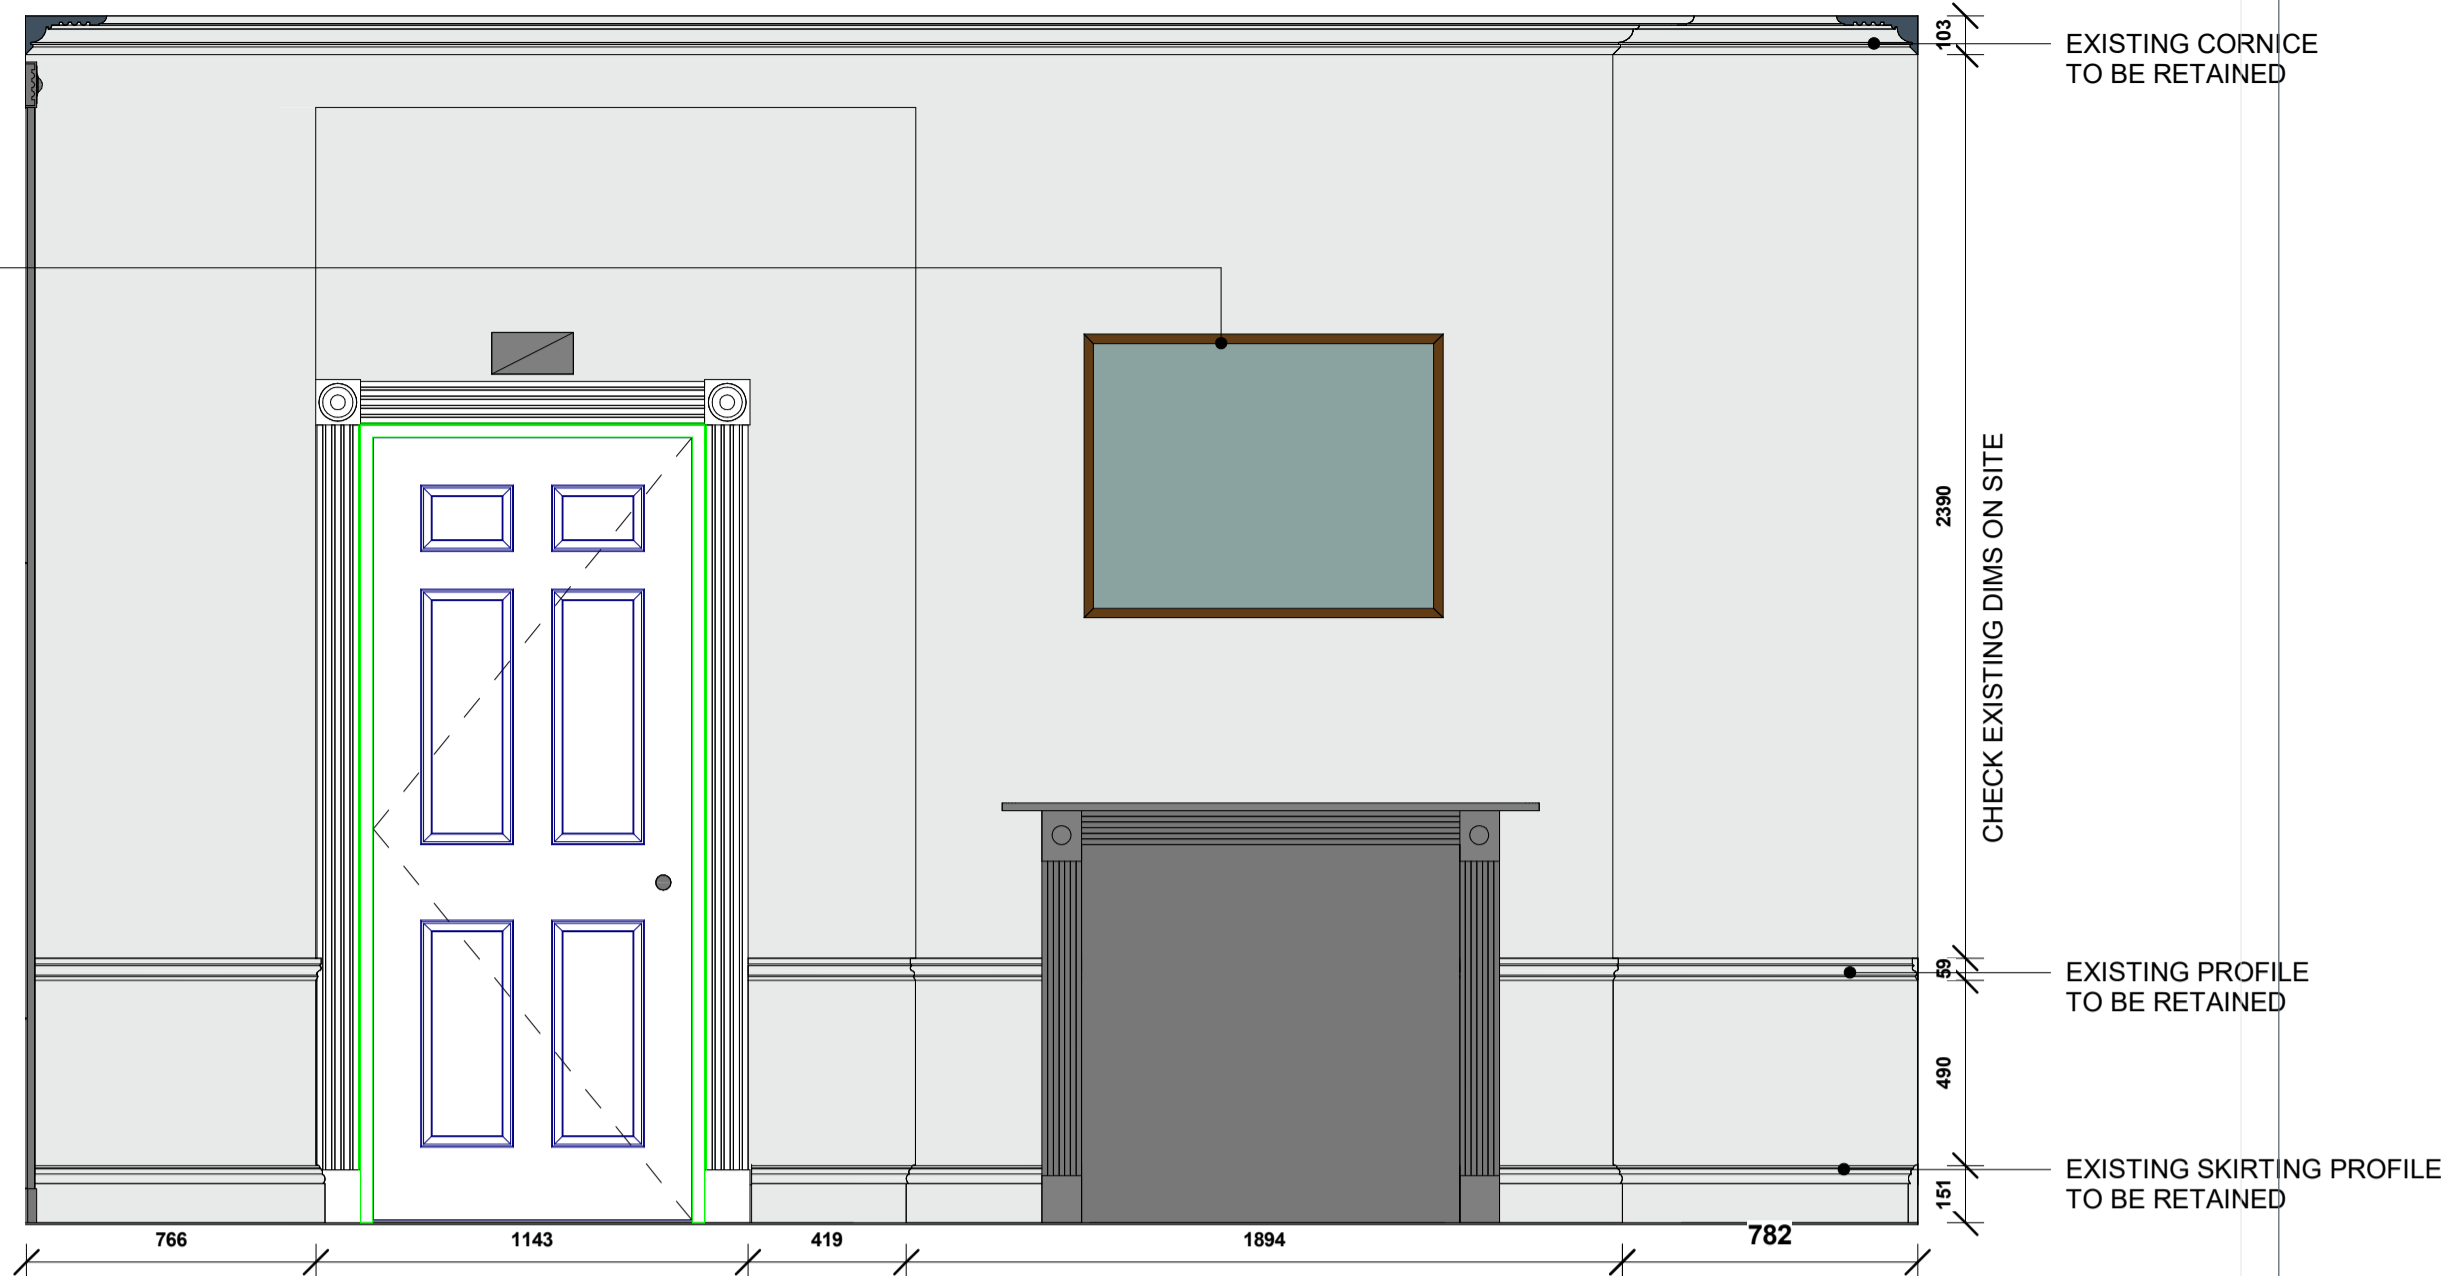 103
EXISTING CORNICE
TO BE RETAINED
2390
CHECK EXISTING DIMS ON SITE
59
EXISTING PROFILE
TO BE RETAINED
490
EXISTING SKIRTING PROFILE
TO BE RETAINED
151
766
1143
419
1894
782